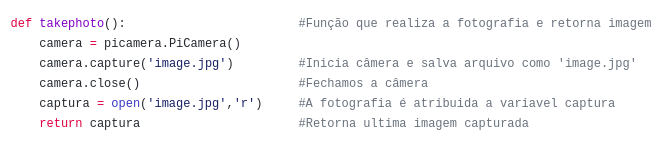 def takephoto():                        #Função que realiza a fotografia e retorna imagem
    camera = picamera.PiCamera()
    camera.capture('image.jpg')         #Inicia câmera e salva arquivo como 'image.jpg'
    camera.close()                      #Fechamos a câmera
    captura = open('image.jpg','r')     #A fotografia é atribuida a variavel captura
    return captura                      #Retorna ultima imagem capturada